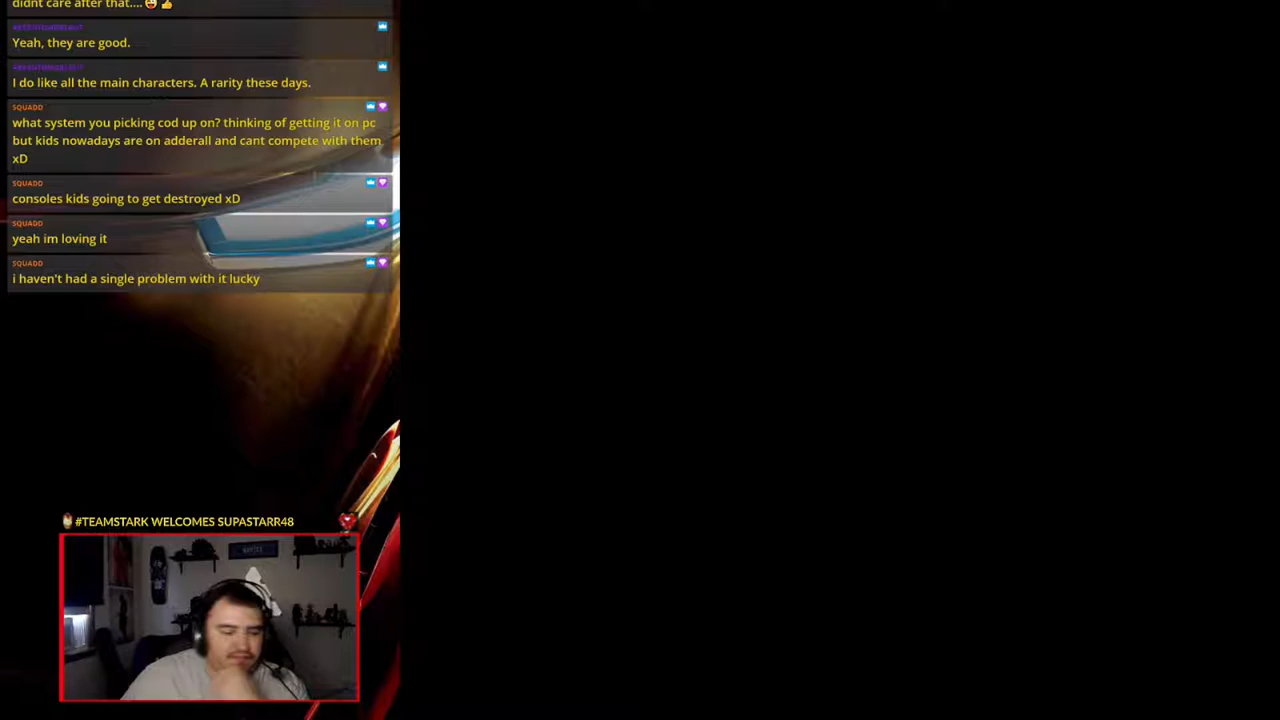 didnt care after that.... 😜 👍
Yeah, they are good.
I do like all the main characters. A rarity these days.
SQUADD
what system you picking cod up on? thinking of getting it on pc
but kids nowadays are on adderall and cant compete with them
xD
SQUADD
consoles kids going to get destroyed xD
SQUADD
yeah im loving it
SQUADD
i haven't had a single problem with it lucky
#TEAMSTARK WELCOMES SUPASTARR48